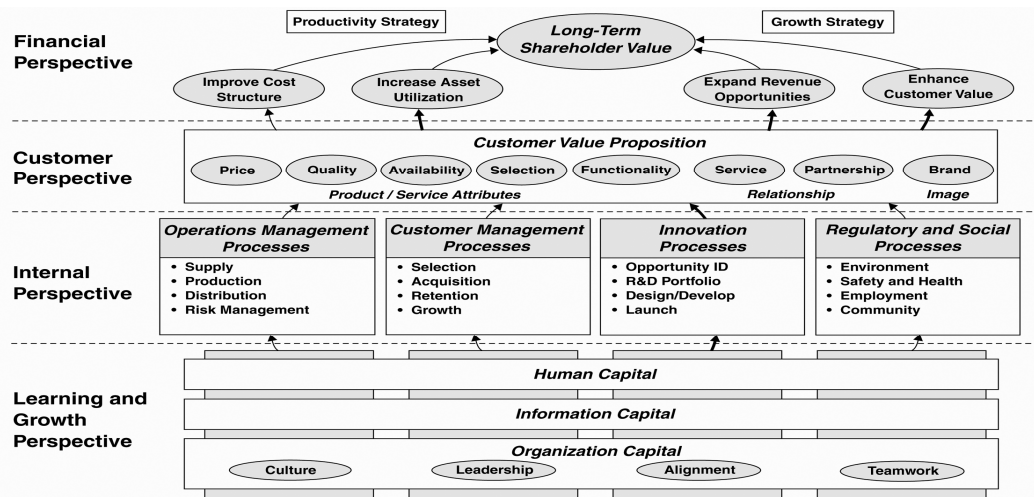 Productivity Strategy
Growth Strategy
Financial
Perspective
Long-Term
Shareholder Value
Improve Cost
Structure
Increase Asset
Utilization
Expand Revenue
Opportunities
Enhance
Customer Value
Customer
Perspective
Customer Value Proposition
Price
Quality
Availability
Selection
Functionality
Service
Partnership
Brand
Product / Service Attributes
Relationship
Image
Internal
Perspective
Operations Management
Processes
• Supply
• Production
• Distribution
• Risk Management
Customer Management
Processes
• Selection
• Acquisition
• Retention
• Growth
Innovation
Processes
• Opportunity ID
• R&D Portfolio
• Design/Develop
• Launch
Regulatory and Social
Processes
• Environment
• Safety and Health
• Employment
• Community
Learning and
Growth
Perspective
Human Capital
Information Capital
Organization Capital
Culture
Leadership
Alignment
Teamwork